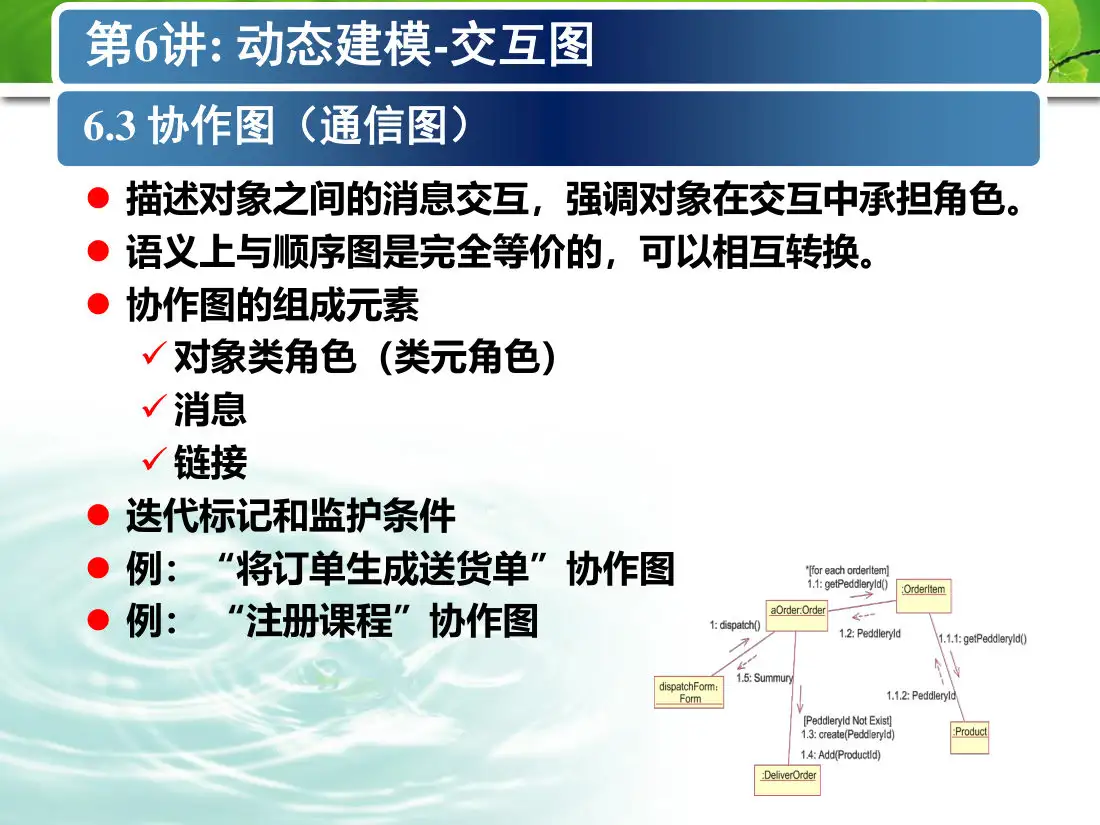 第6讲: 动态建模-交互图
6.3 协作图（通信图）
描述对象之间的消息交互，强调对象在交互中承担角色。
语义上与顺序图是完全等价的，可以相互转换。
协作图的组成元素
对象类角色（类元角色）
消息
链接
迭代标记和监护条件
例：“将订单生成送货单”协作图
例： “注册课程”协作图
*[for each orderItem]
1.1: getPeddleryId()
:OrderItem
aOrder:Order
1: dispatch()
1.2: PeddleryId
1.1.1: getPeddleryId()
1.5: Summury
dispatchForm:
Form
1.1.2: PeddleryId
[PeddleryId Not Exist]
1.3: create(PeddleryId)
:Product
1.4: Add(ProductId)
:DeliverOrder